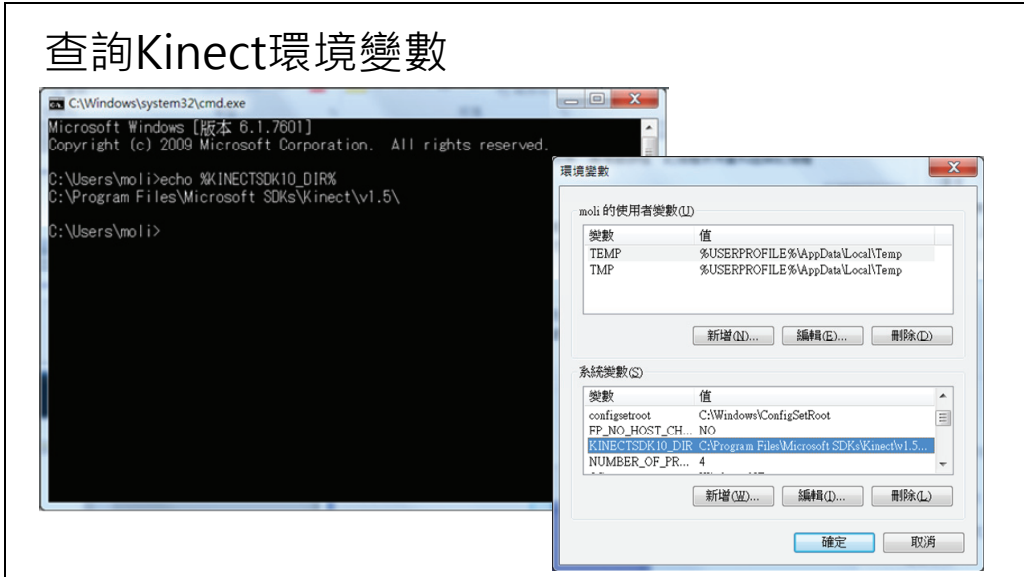 查詢Kinect環境變數
C:\Windows\system32\cmd.exe
Microsoft Windows [版本 6.1.7601]
Copyright (c) 2009 Microsoft Corporation.  All rights reserved.
C:\Users\moli>echo %KINECTSDK10_DIR%
C:\Program Files\Microsoft SDKs\Kinect\v1.5\
C:\Users\moli>
環境變數
moli 的使用者變數(U)
變數 值
TEMP %USERPROFILE%\AppData\Local\Temp
TMP %USERPROFILE%\AppData\Local\Temp
新增(N)... 編輯(E)... 刪除(D)
系統變數(S)
變數 值
configsetroot C:\Windows\ConfigSetRoot
FP_NO_HOST_CH... NO
KINECTSDK10_DIR C:\Program Files\Microsoft SDKs\Kinect\v1.5...
NUMBER_OF_PR... 4
新增(W)... 編輯(I)... 刪除(L)
確定 取消